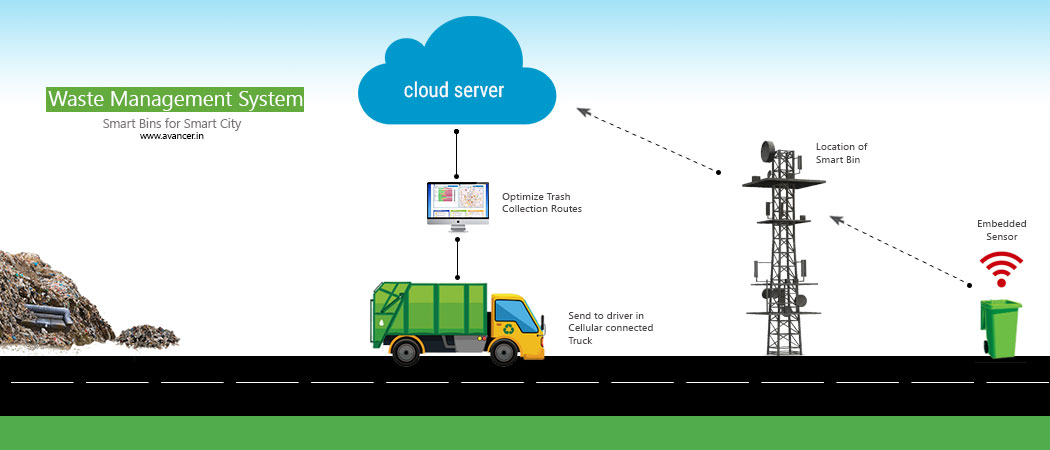 Waste Management System
Smart Bins for Smart City
www.avancer.in
cloud server
Location of
Smart Bin
Optimize Trash
Collection Routes
Embedded
Sensor
Send to driver in
Cellular connected
Truck